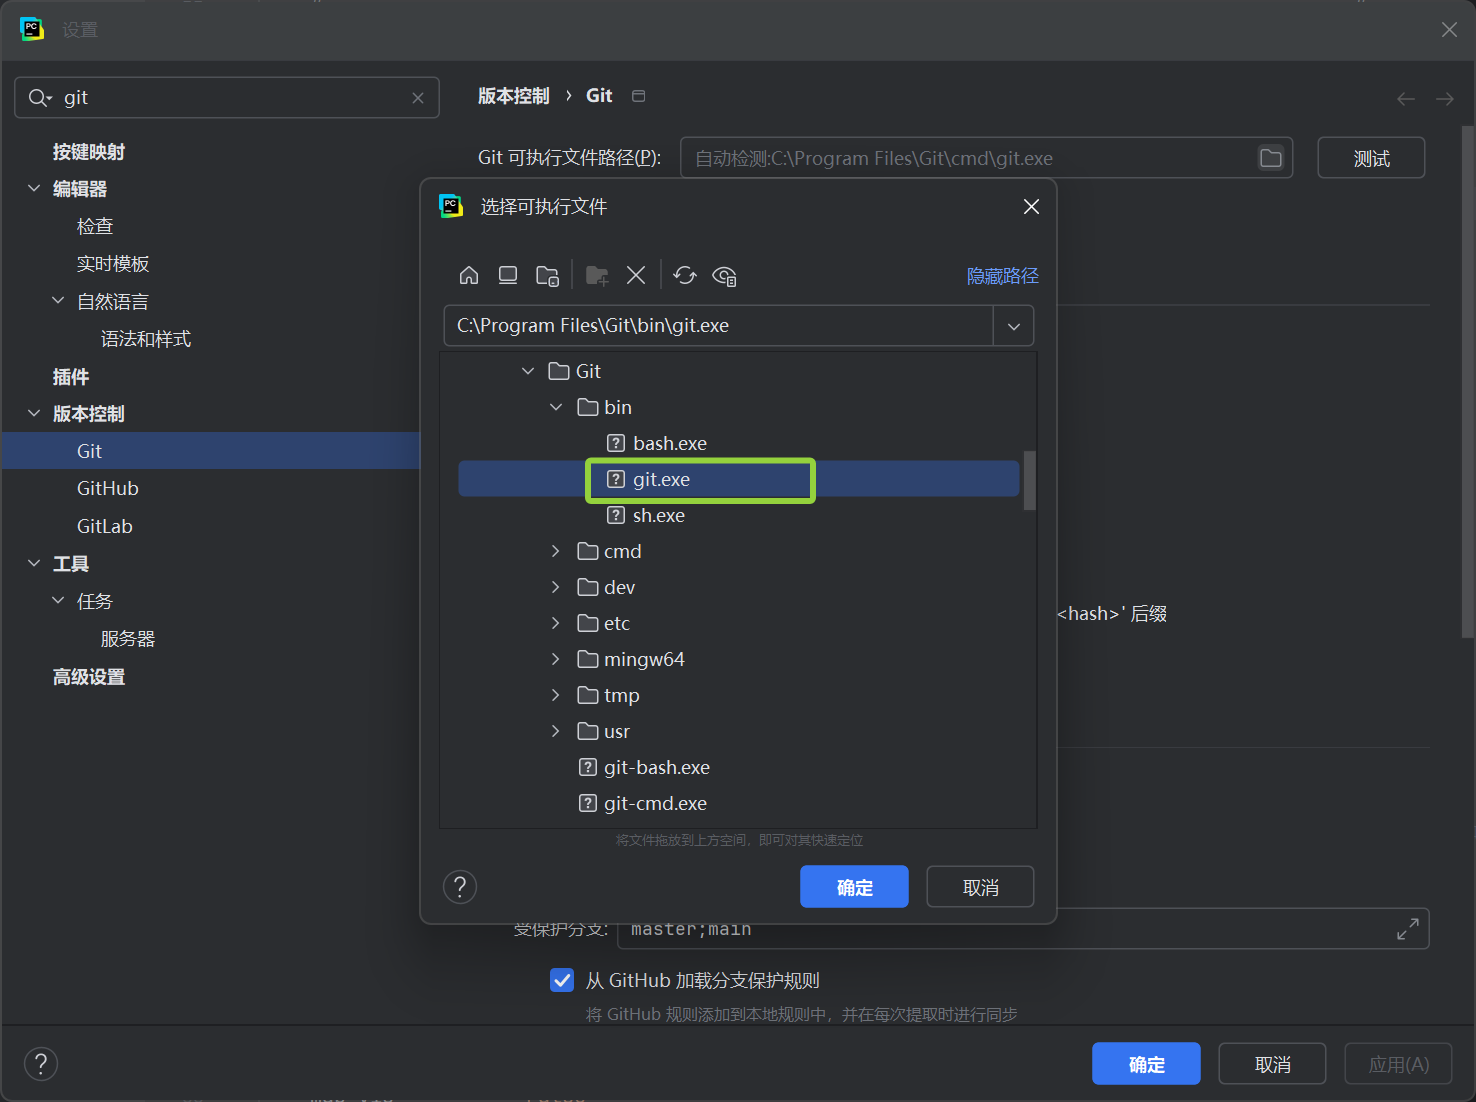 设置
git
版本控制 › Git
按键映射
编辑器
检查
实时模板
自然语言
语法和样式
插件
版本控制
Git
GitHub
GitLab
工具
任务
服务器
高级设置
Git 可执行文件路径(P):
自动检测:C:\Program Files\Git\cmd\git.exe
测试
选择可执行文件
隐藏路径
C:\Program Files\Git\bin\git.exe
Git
bin
bash.exe
git.exe
sh.exe
cmd
dev
etc
mingw64
tmp
usr
git-bash.exe
git-cmd.exe
将文件拖放到上方空间，即可对其快速定位
确定
取消
<hash>' 后缀
受保护分支:
master;main
从 GitHub 加载分支保护规则
将 GitHub 规则添加到本地规则中，并在每次提取时进行同步
确定
取消
应用(A)